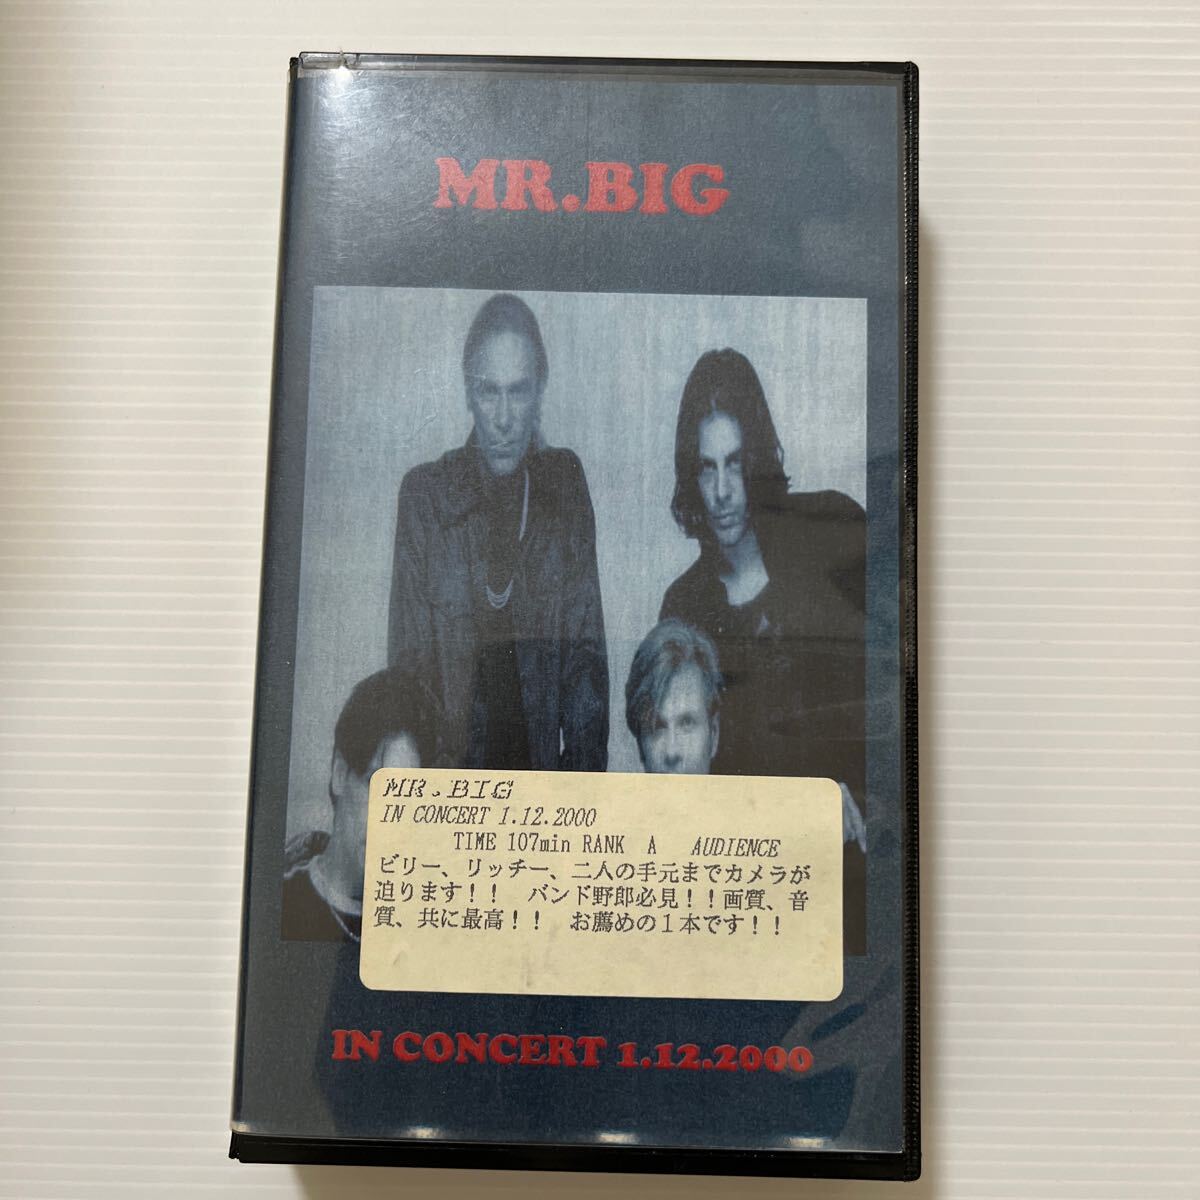 MR.BIG
MR.BIG
IN CONCERT 1.12.2000
TIME 107min RANK A AUDIENCE
ビリー、リッチー、二人の手元までカメラが
迫ります！！ バンド野郎必見！！画質、音
質、共に最高！！ お薦めの１本です！！
IN CONCERT 1.12.2000